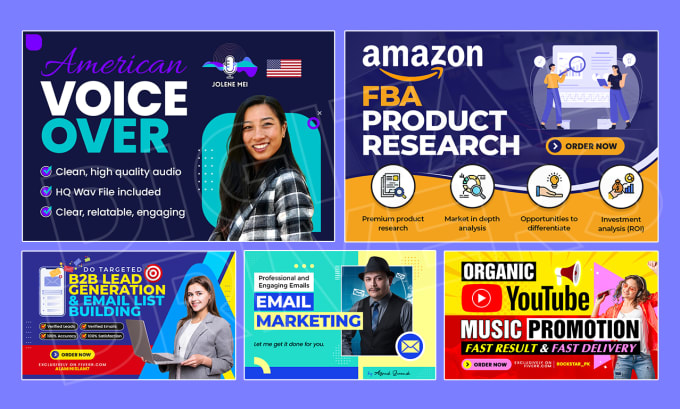 American
VOICE
OVER
JOLENE MEI
Clean, high quality audio
HQ Wav File included
Clear, relatable, engaging
amazon
FBA
PRODUCT
RESEARCH
ORDER NOW
Premium product
research
Market in depth
analysis
Opportunities to
differentiate
Investment
analysis (ROI)
DO TARGETED
B2B LEAD
GENERATION
& EMAIL LIST
BUILDING
Verified Leads
Verified Emails
100% Accuracy
100% Satisfaction
ORDER NOW
EXCLUSIVELY ON
FIVERR.COM
Professional and
Engaging Emails
EMAIL
MARKETING
Let me get it done for you.
by
ORGANIC
YouTube
MUSIC PROMOTION
FAST RESULT & FAST DELIVERY
ORDER NOW
EXCLUSIVELY ON
FIVERR.COM
ROCKETAR_PK